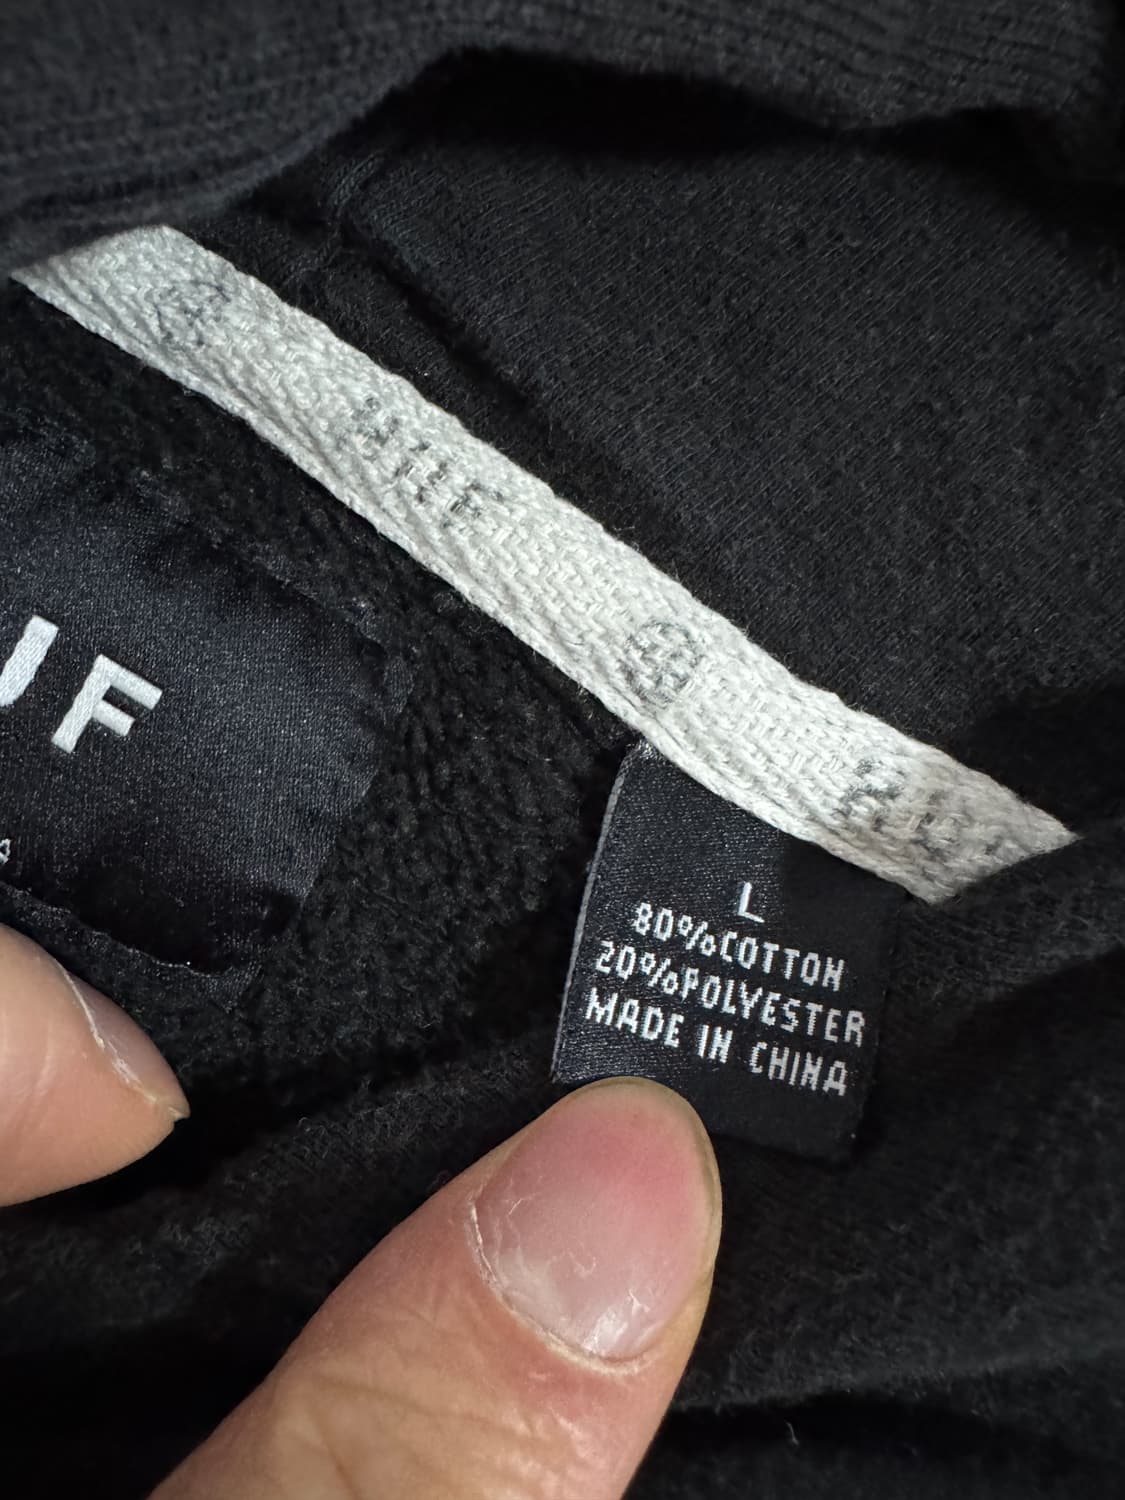 UF
L
80%COTTON
20%POLYESTER
MADE IN CHINA